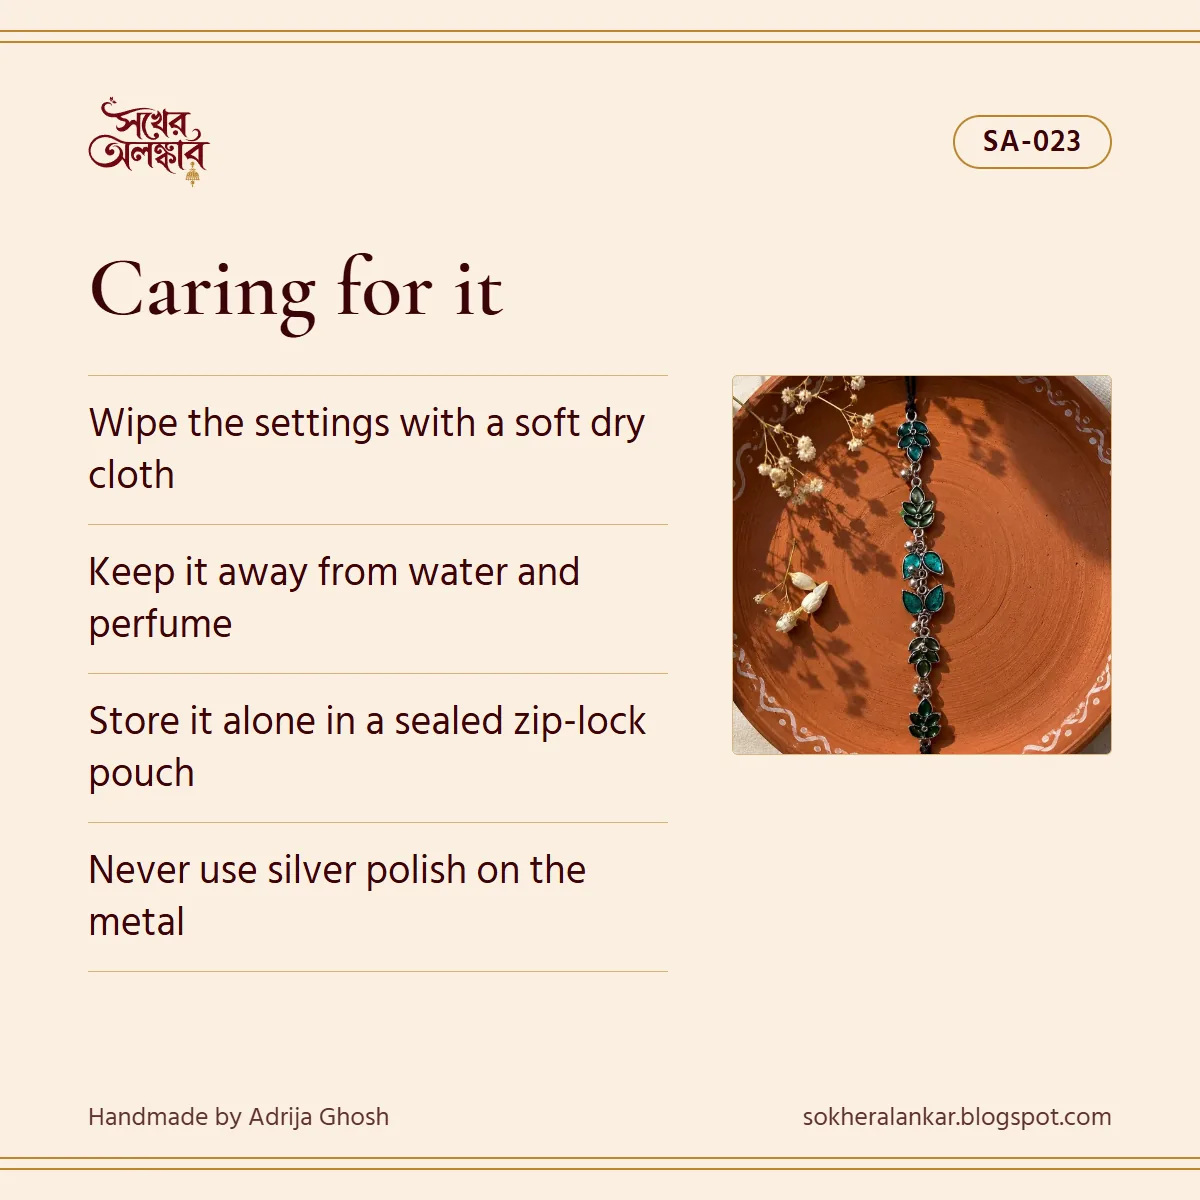 সখের
অলঙ্কার
SA-023
Caring for it
Wipe the settings with a soft dry
cloth
Keep it away from water and
perfume
Store it alone in a sealed zip-lock
pouch
Never use silver polish on the
metal
Handmade by Adrija Ghosh
sokheralankar.blogspot.com